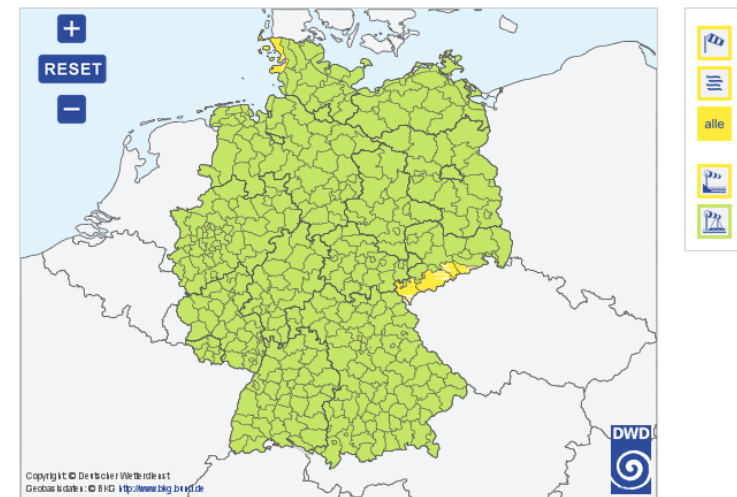 +
RESET
−
alle
DWD
Copyright: © Deutscher Wetterdienst
Geobasisdaten: © BKG http://www.bkg.bund.de